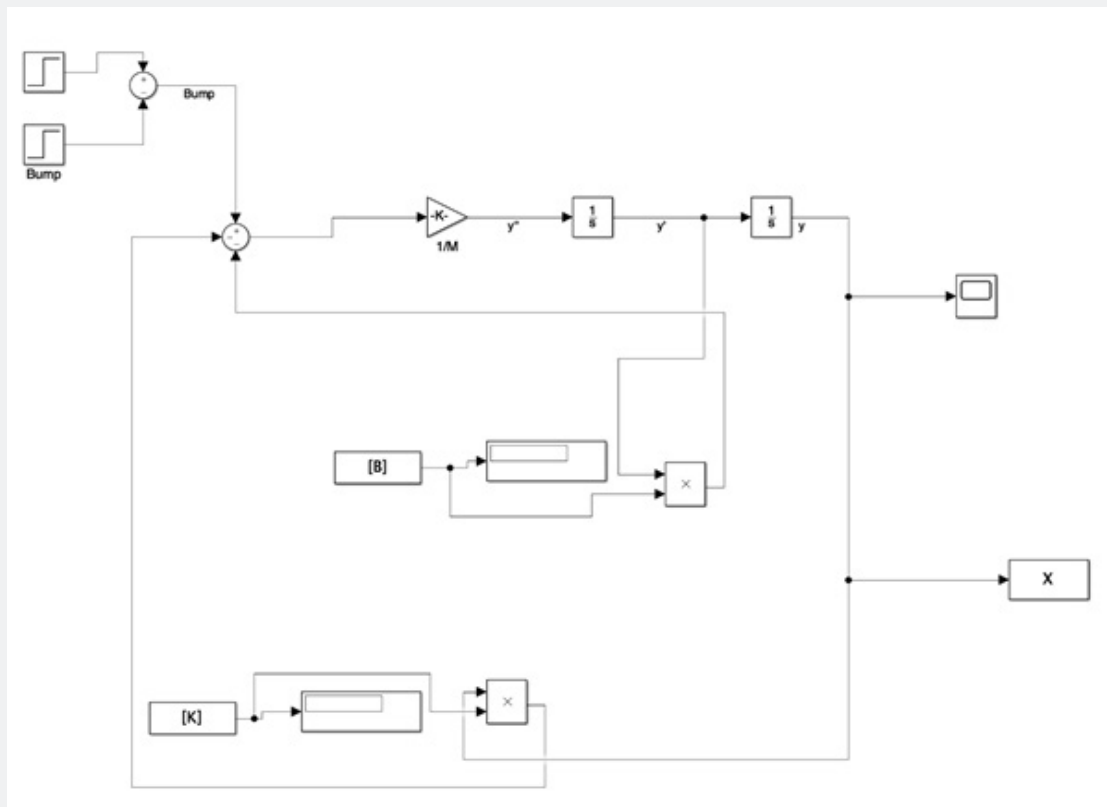 Bump
Bump
-K-
1/M
y"
1
s
y'
1
s
y
[B]
×
X
[K]
×